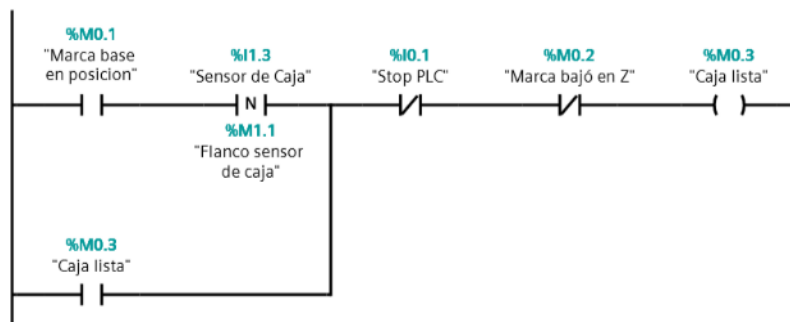 %M0.1
"Marca base
en posicion"
%I1.3
"Sensor de Caja"
N
%M1.1
"Flanco sensor
de caja"
%I0.1
"Stop PLC"
%M0.2
"Marca bajó en Z"
%M0.3
"Caja lista"
%M0.3
"Caja lista"